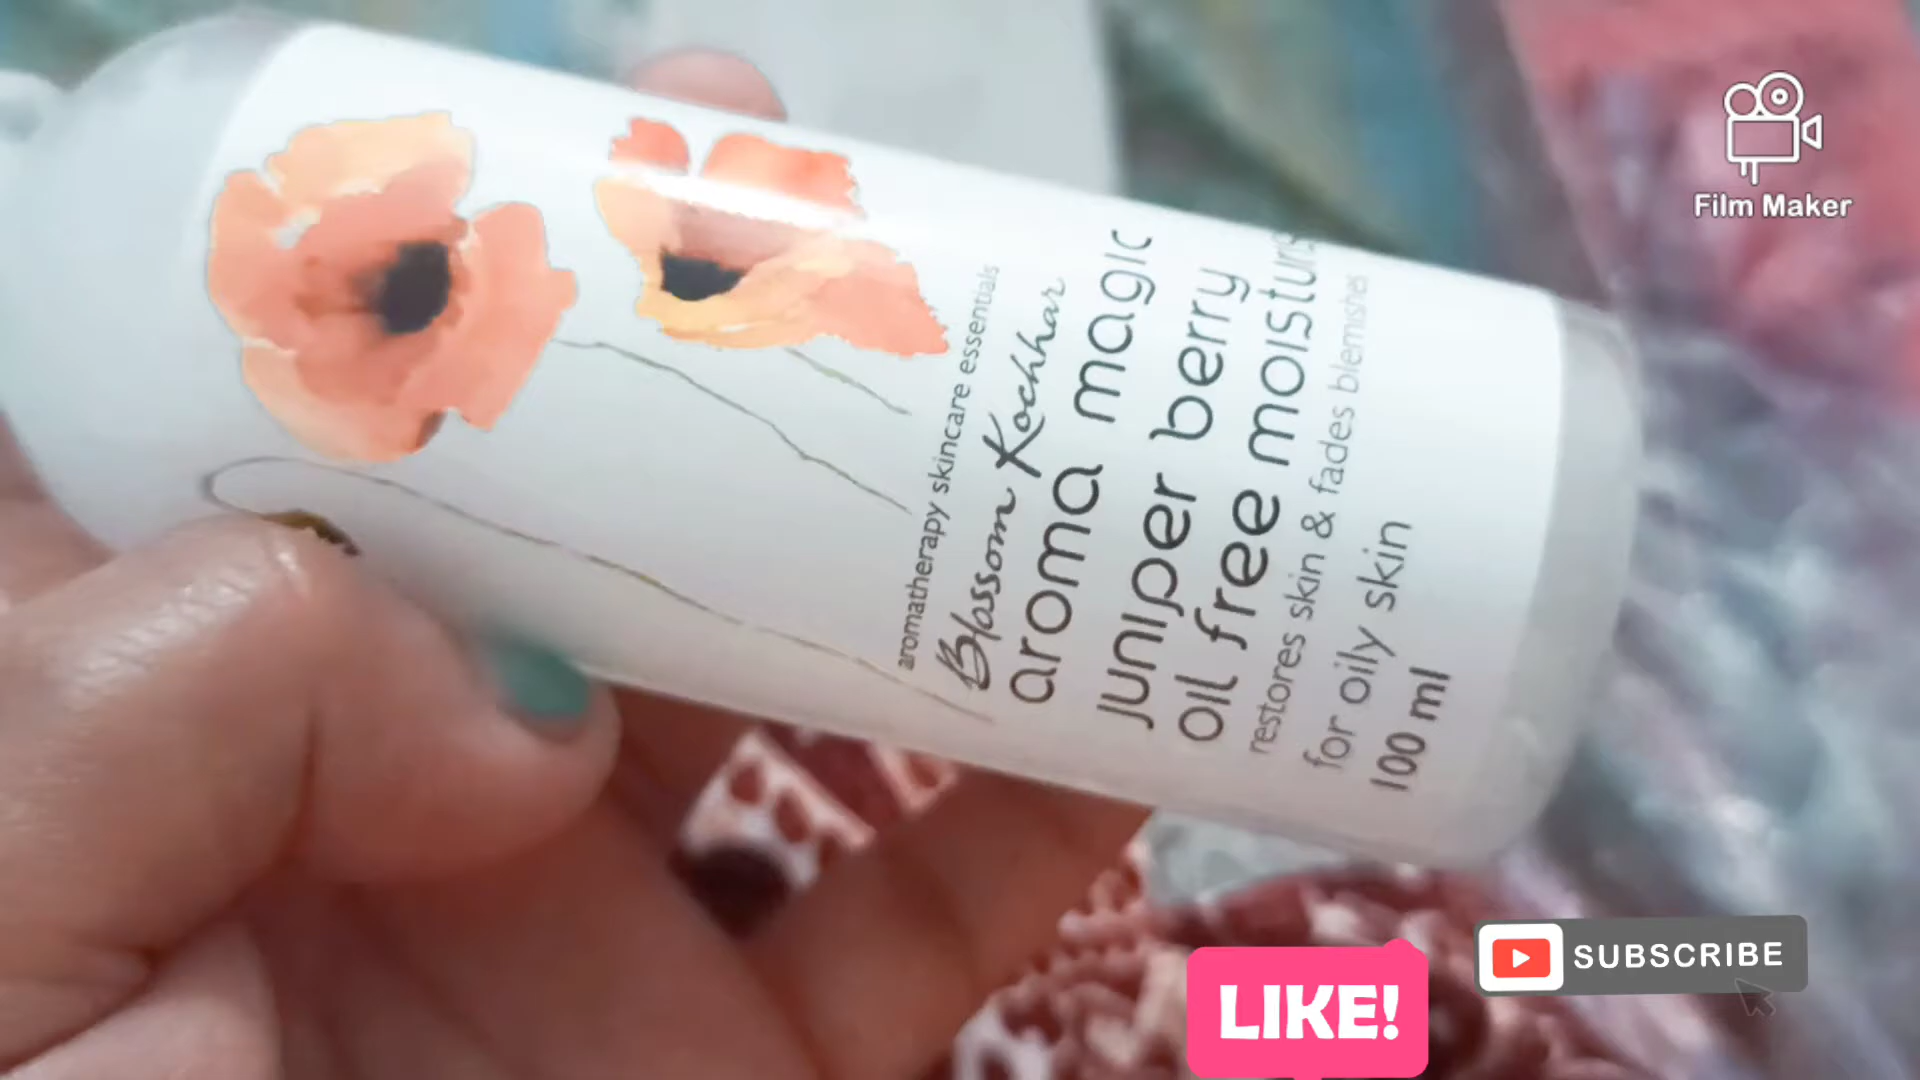 aromatherapy skincare essentials
Blossom Kochhar
aroma magic
juniper berry
oil free moisturis
restores skin & fades blemishes
for oily skin
100 ml
Film Maker
SUBSCRIBE
LIKE!